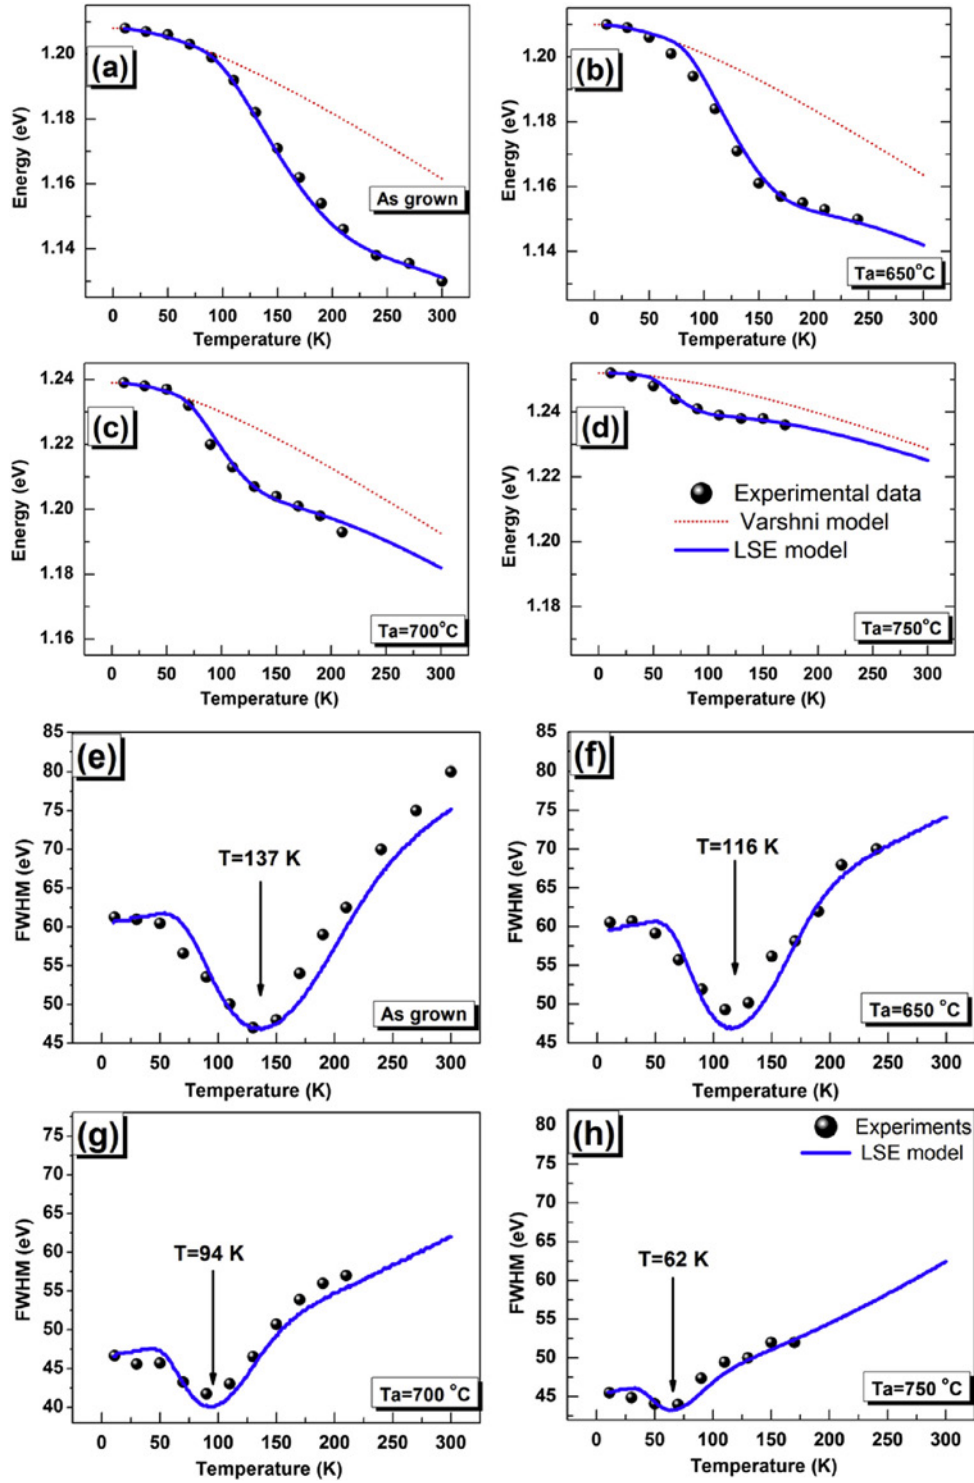 (a)
1.20
1.18
1.16
1.14
Energy (eV)
As grown
0 50 100 150 200 250 300
Temperature (K)
(b)
1.20
1.18
1.16
1.14
Energy (eV)
Ta=650°C
0 50 100 150 200 250 300
Temperature (K)
(c)
1.24
1.22
1.20
1.18
1.16
Energy (eV)
Ta=700°C
0 50 100 150 200 250 300
Temperature (K)
(d)
1.24
1.22
1.20
1.18
Energy (eV)
Experimental data
Varshni model
LSE model
Ta=750°C
0 50 100 150 200 250 300
Temperature (K)
(e)
85
80
75
70
65
60
55
50
45
FWHM (eV)
T=137 K
As grown
0 50 100 150 200 250 300
Temperature (K)
(f)
85
80
75
70
65
60
55
50
45
FWHM (eV)
T=116 K
Ta=650 °C
0 50 100 150 200 250 300
Temperature (K)
(g)
75
70
65
60
55
50
45
40
FWHM (eV)
T=94 K
Ta=700 °C
0 50 100 150 200 250 300
Temperature (K)
(h)
80
75
70
65
60
55
50
45
FWHM (eV)
Experiments
LSE model
T=62 K
Ta=750 °C
0 50 100 150 200 250 300
Temperature (K)